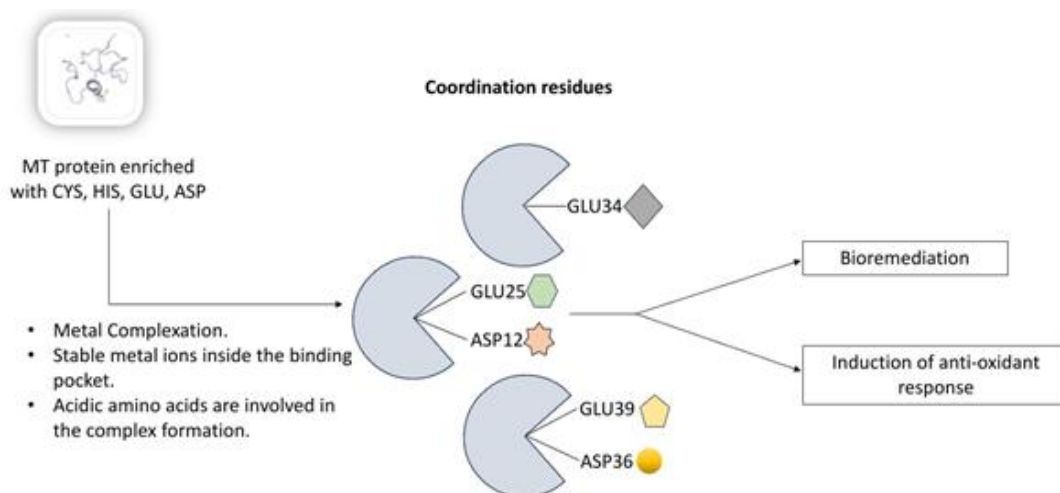 Coordination residues
MT protein enriched
with CYS, HIS, GLU, ASP
GLU34
GLU25
ASP12
GLU39
ASP36
• Metal Complexation.
• Stable metal ions inside the binding
pocket.
• Acidic amino acids are involved in
the complex formation.
Bioremediation
Induction of anti-oxidant
response